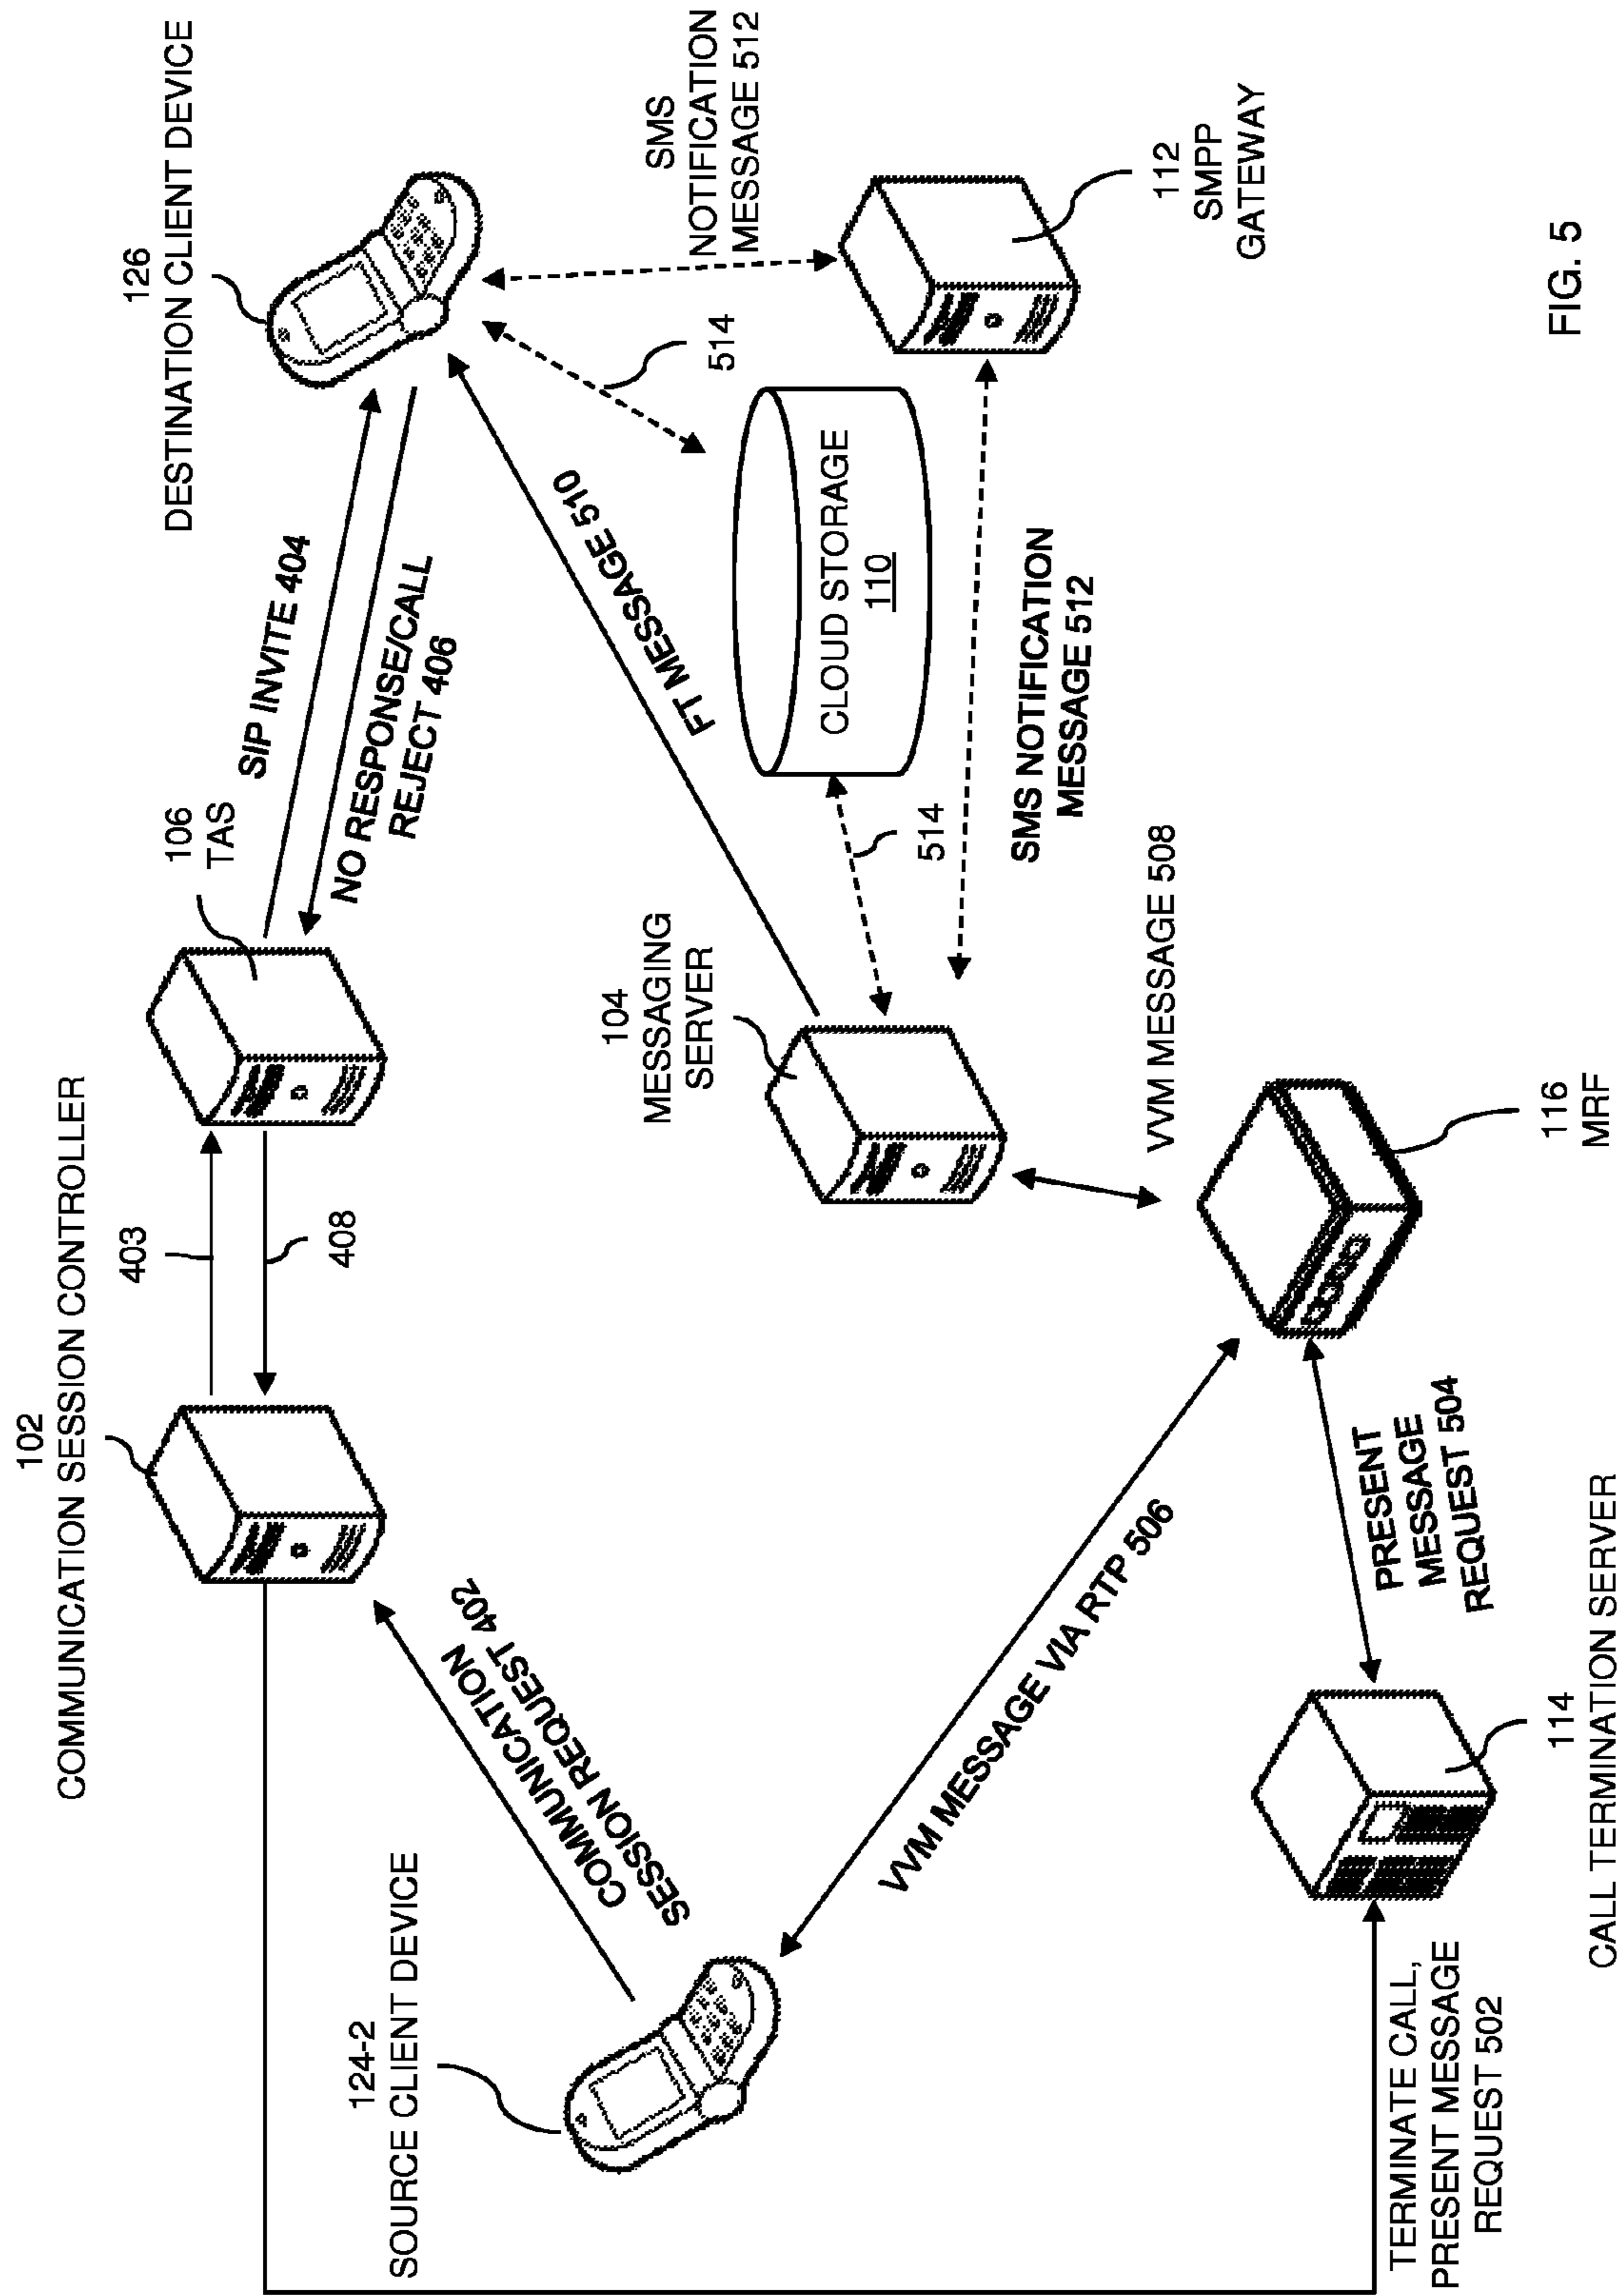 102
COMMUNICATION SESSION CONTROLLER
126
DESTINATION CLIENT DEVICE
106
TAS
403
408
SIP INVITE 404
NO RESPONSE/CALL
REJECT 406
124-2
SOURCE CLIENT DEVICE
COMMUNICATION
SESSION REQUEST 402
104
MESSAGING
SERVER
FT MESSAGE 510
514
SMS
NOTIFICATION
MESSAGE 512
CLOUD STORAGE
110
514
112
SMPP
GATEWAY
SMS NOTIFICATION
MESSAGE 512
VVM MESSAGE 508
VVM MESSAGE VIA RTP 506
116
MRF
PRESENT
MESSAGE
REQUEST 504
TERMINATE CALL,
PRESENT MESSAGE
REQUEST 502
114
CALL TERMINATION SERVER
FIG. 5